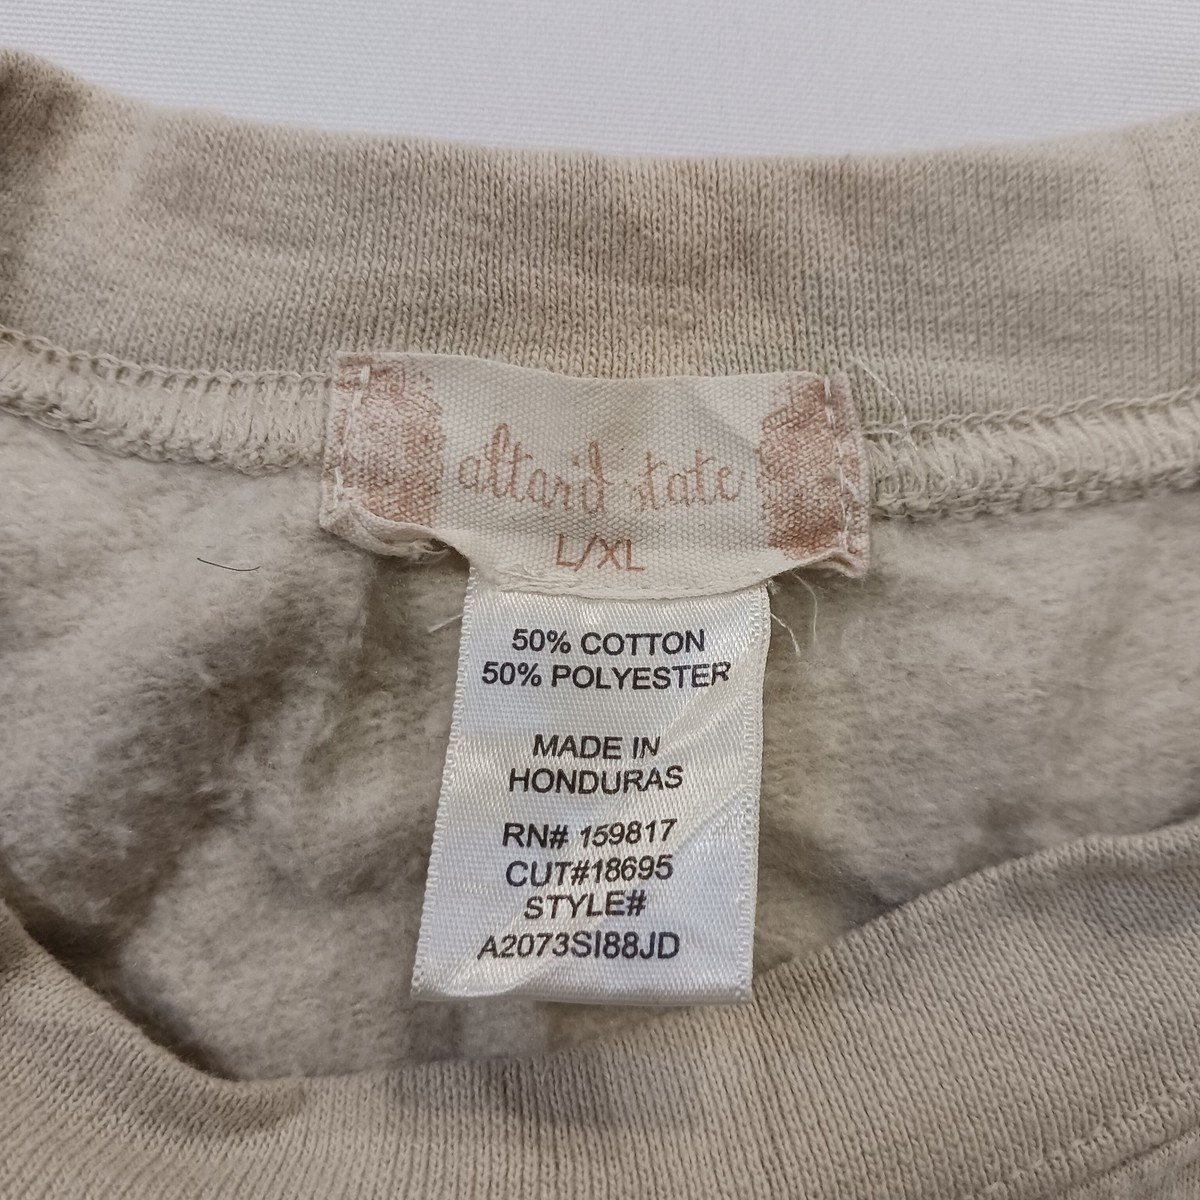 altar'd state
L/XL
50% COTTON
50% POLYESTER
MADE IN
HONDURAS
RN# 159817
CUT#18695
STYLE#
A2073SI88JD